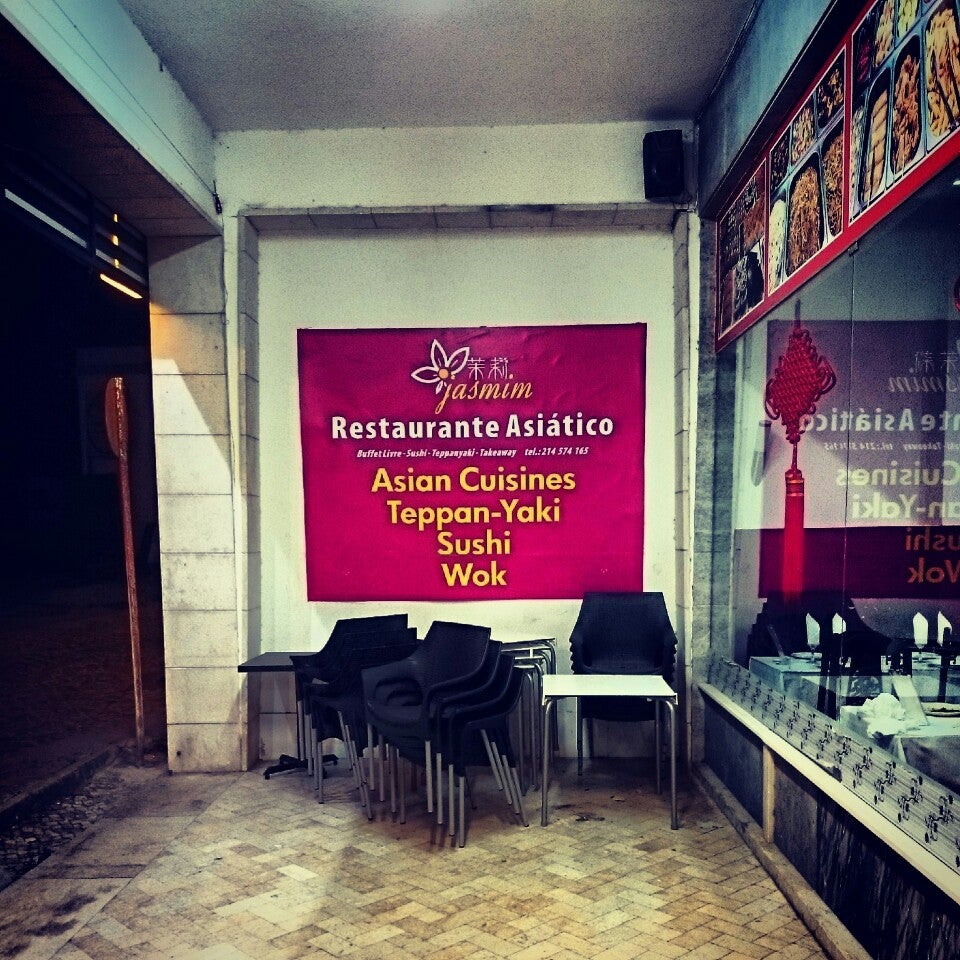 茉莉
jasmim
Restaurante Asiático
Buffet Livre - Sushi - Teppanyaki - Takeaway tel.: 214 574 165
Asian Cuisines
Teppan-Yaki
Sushi
Wok